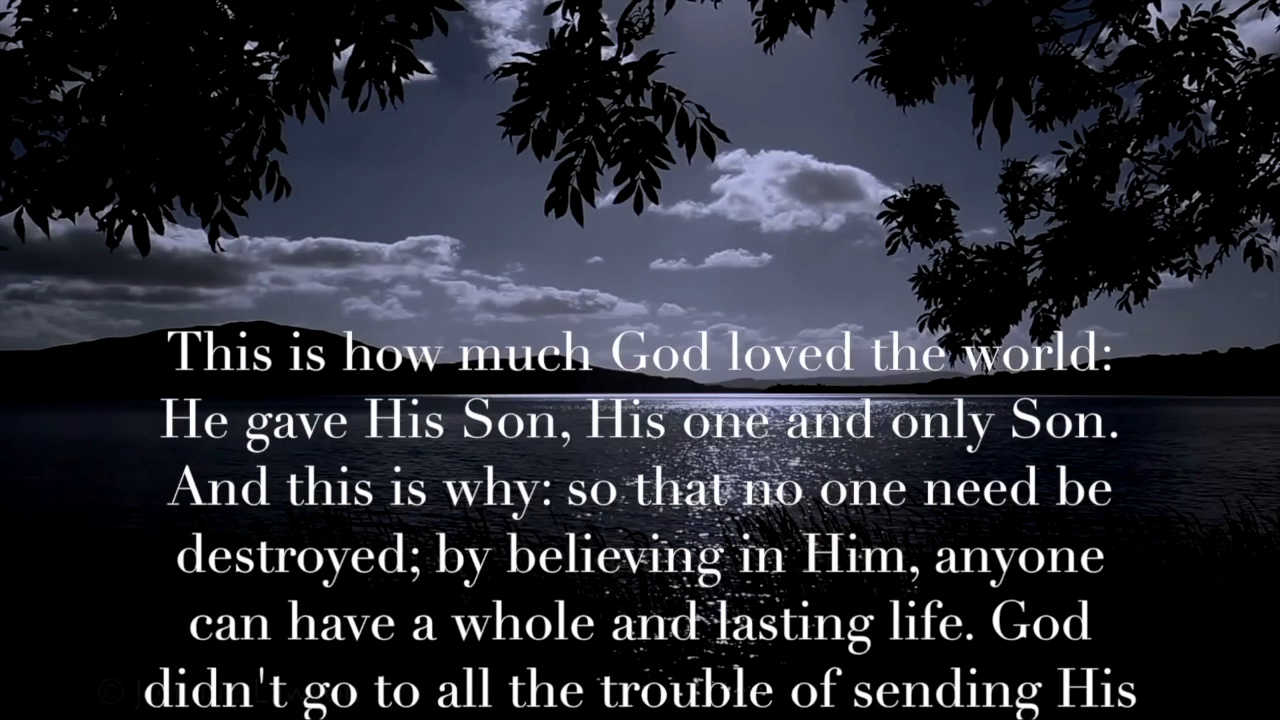 This is how much God loved the world:
He gave His Son, His one and only Son.
And this is why: so that no one need be
destroyed; by believing in Him, anyone
can have a whole and lasting life. God
didn't go to all the trouble of sending His